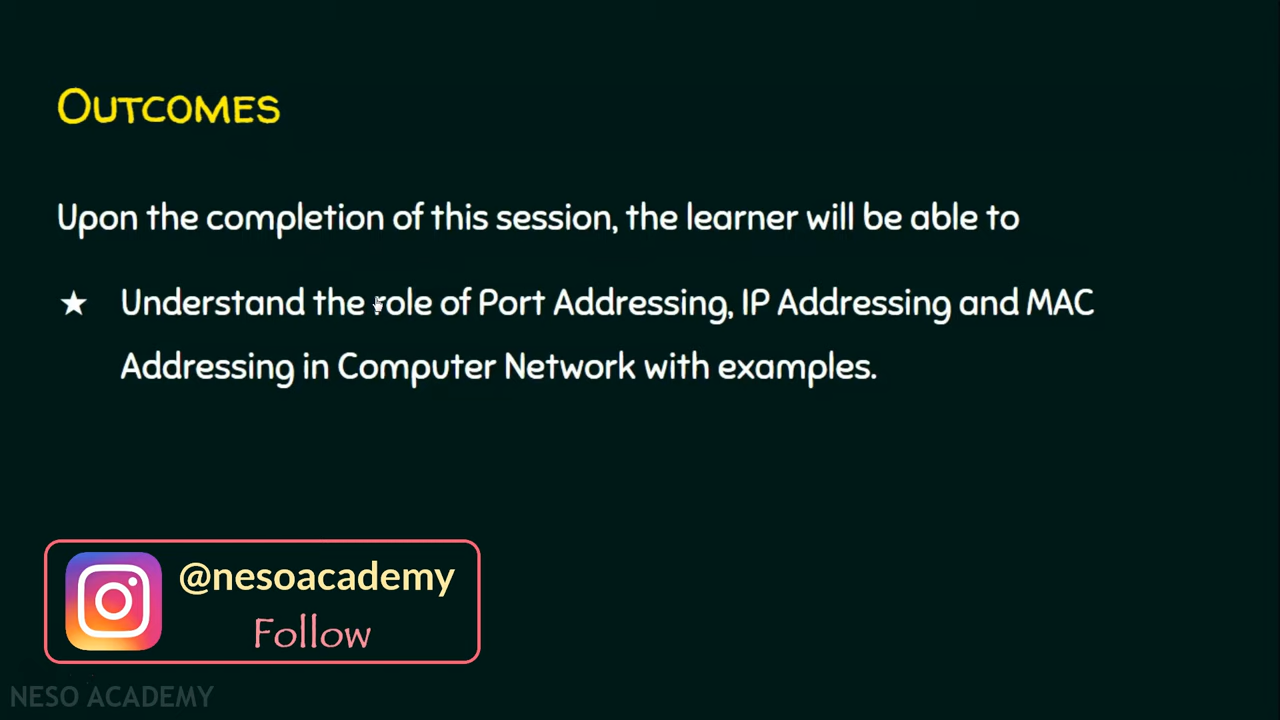 OUTCOMES
Upon the completion of this session, the learner will be able to
★ Understand the role of Port Addressing, IP Addressing and MAC
Addressing in Computer Network with examples.
@nesoacademy
Follow
NESO ACADEMY